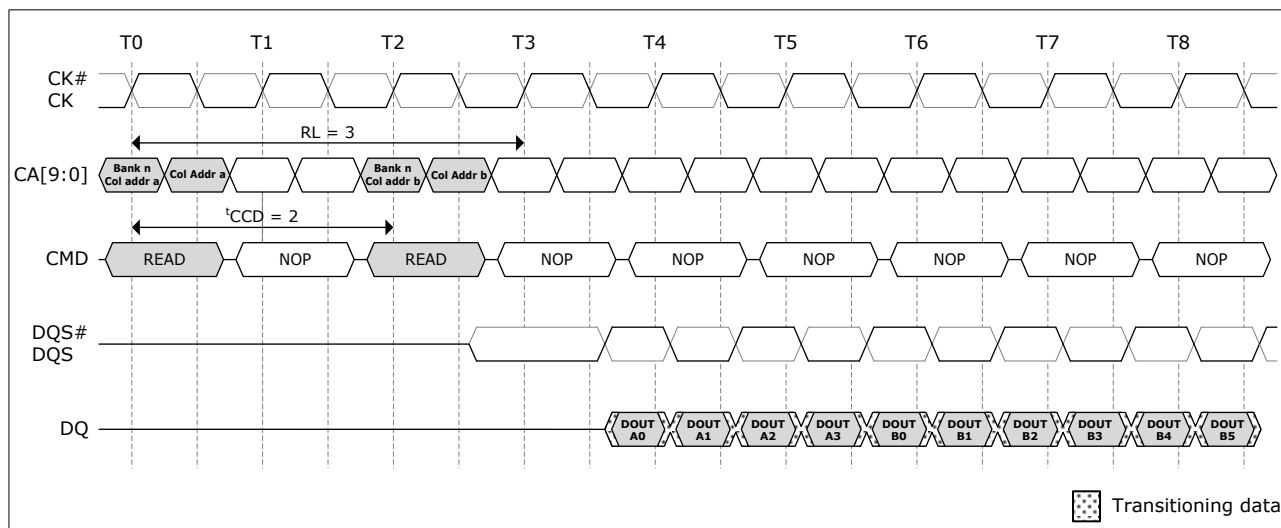 T0 T1 T2 T3 T4 T5 T6 T7 T8
CK#
CK
RL = 3
CA[9:0]
Bank n
Col addr a
Col Addr a
Bank n
Col addr b
Col Addr b
tCCD = 2
CMD
READ NOP READ NOP NOP NOP NOP NOP NOP
DQS#
DQS
DQ
DOUT DOUT DOUT DOUT DOUT DOUT DOUT DOUT DOUT DOUT
A0 A1 A2 A3 B0 B1 B2 B3 B4 B5
Transitioning data